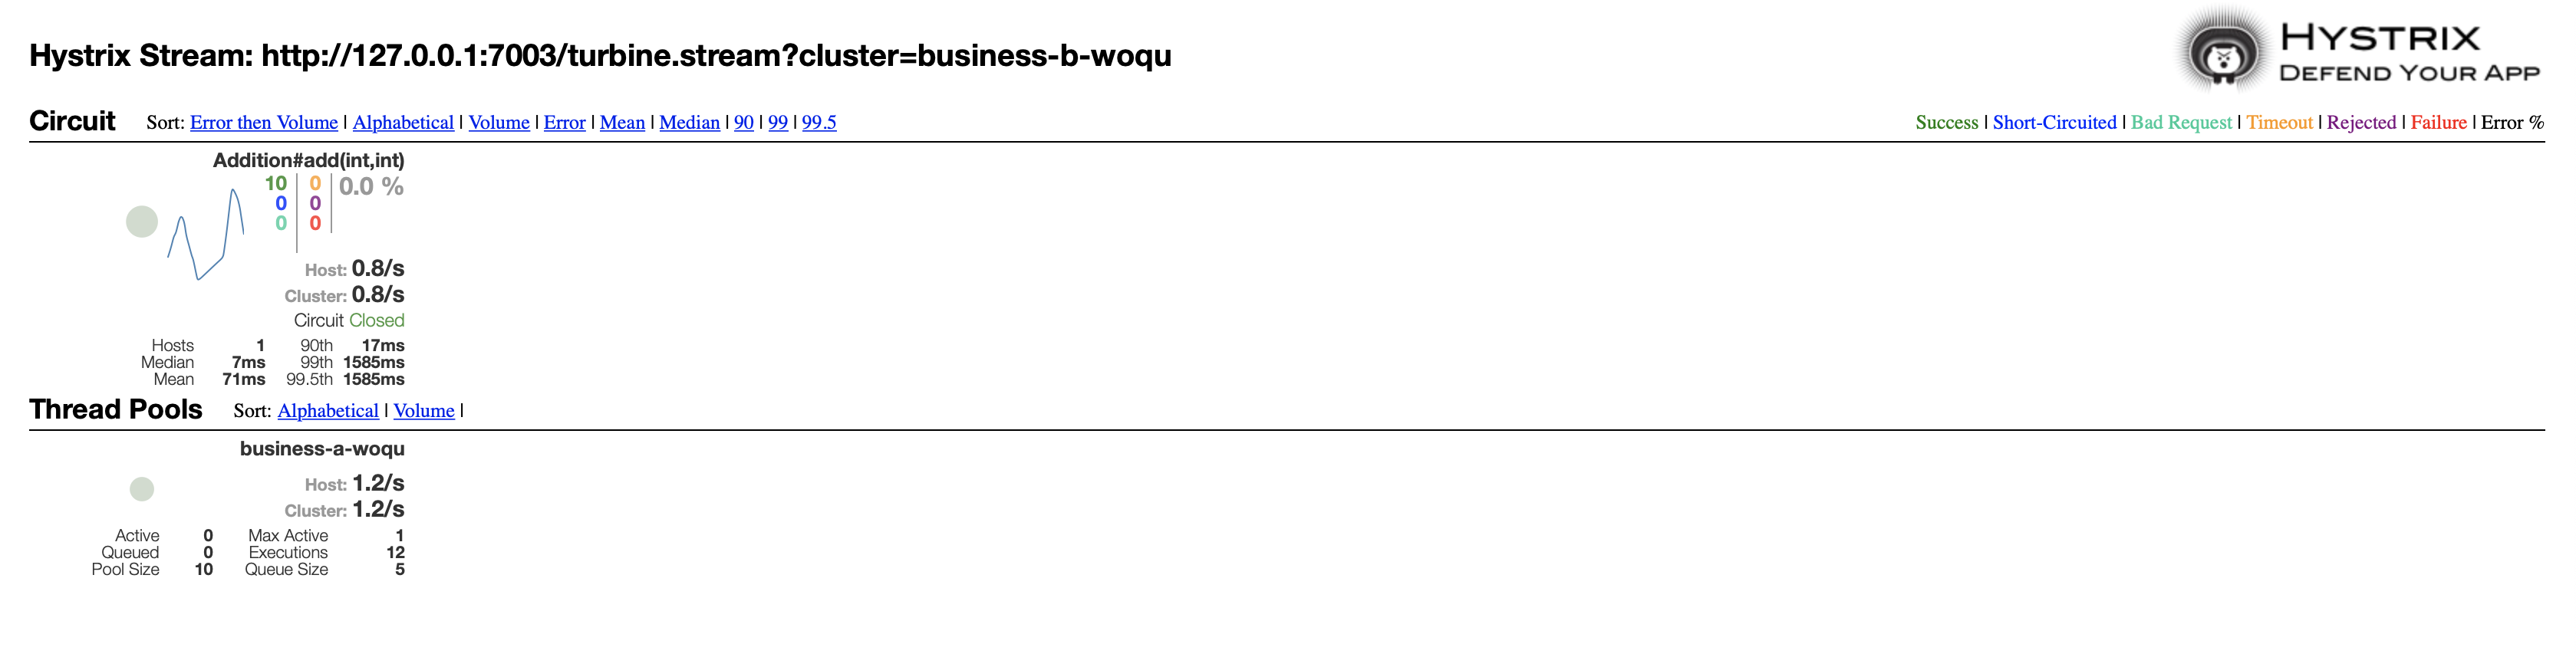 Hystrix Stream: http://127.0.0.1:7003/turbine.stream?cluster=business-b-woqu
HYSTRIX
DEFEND YOUR APP
Circuit Sort: Error then Volume | Alphabetical | Volume | Error | Mean | Median | 90 | 99 | 99.5
Success | Short-Circuited | Bad Request | Timeout | Rejected | Failure | Error %
Addition#add(int,int)
10 0 0.0 %
0 0
0 0
Host: 0.8/s
Cluster: 0.8/s
Circuit Closed
Hosts 1 90th 17ms
Median 7ms 99th 1585ms
Mean 71ms 99.5th 1585ms
Thread Pools Sort: Alphabetical | Volume |
business-a-woqu
Host: 1.2/s
Cluster: 1.2/s
Active 0 Max Active 1
Queued 0 Executions 12
Pool Size 10 Queue Size 5